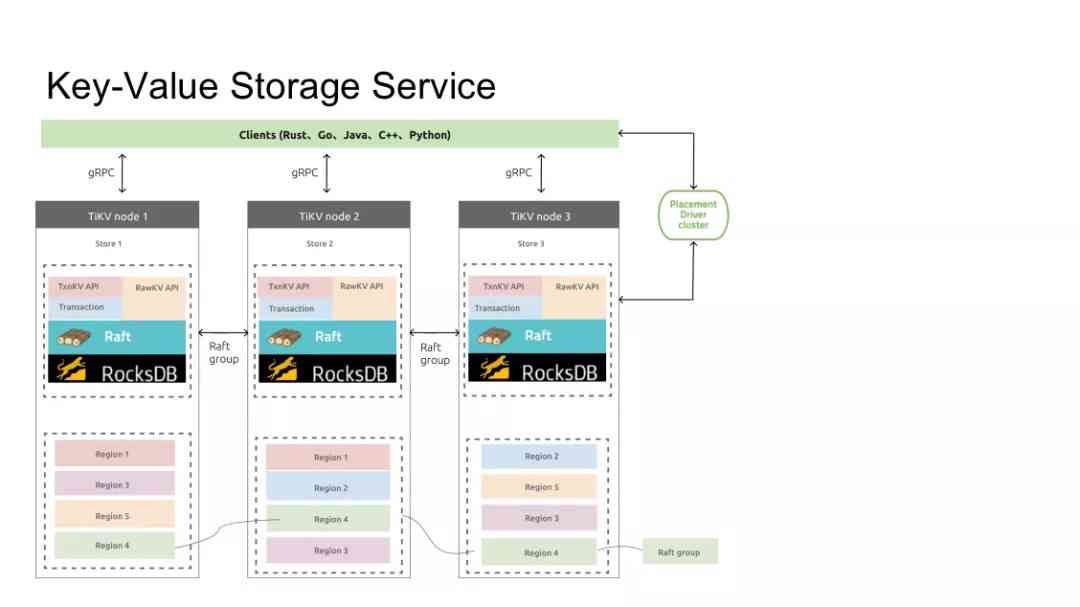 Key-Value Storage Service
Clients (Rust、Go、Java、C++、Python)
gRPC
gRPC
gRPC
TiKV node 1
Store 1
TxnKV API
RawKV API
Transaction
Raft
RocksDB
Region 1
Region 3
Region 5
Region 4
Raft
group
TiKV node 2
Store 2
TxnKV API
RawKV API
Transaction
Raft
RocksDB
Region 1
Region 2
Region 4
Region 3
Raft
group
TiKV node 3
Store 3
TxnKV API
RawKV API
Transaction
Raft
RocksDB
Region 2
Region 5
Region 3
Region 4
Placement
Driver
cluster
Raft group